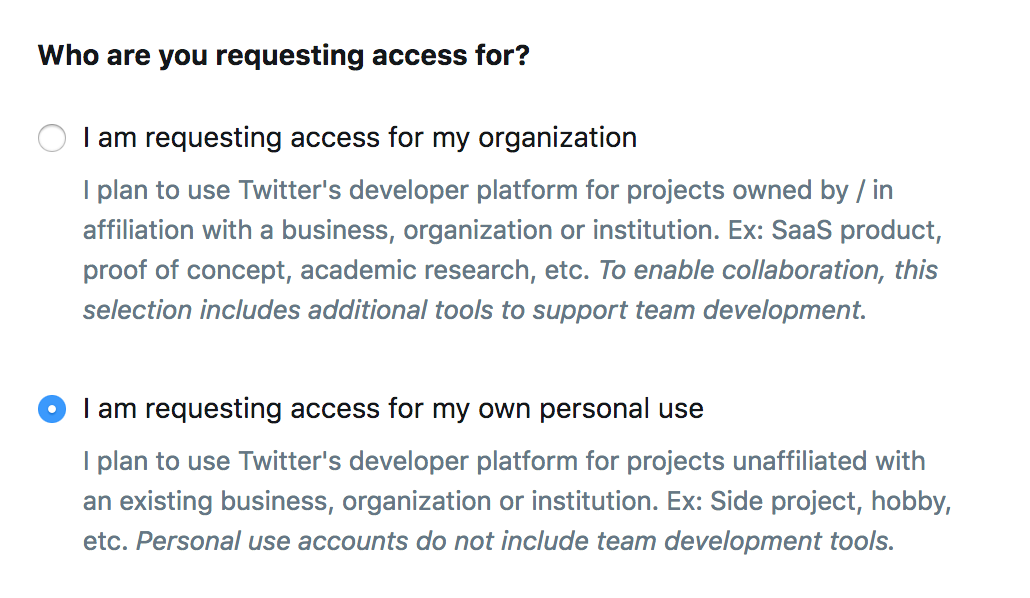 Who are you requesting access for?
I am requesting access for my organization
I plan to use Twitter's developer platform for projects owned by / in
affiliation with a business, organization or institution. Ex: SaaS product,
proof of concept, academic research, etc. To enable collaboration, this
selection includes additional tools to support team development.
I am requesting access for my own personal use
I plan to use Twitter's developer platform for projects unaffiliated with
an existing business, organization or institution. Ex: Side project, hobby,
etc. Personal use accounts do not include team development tools.